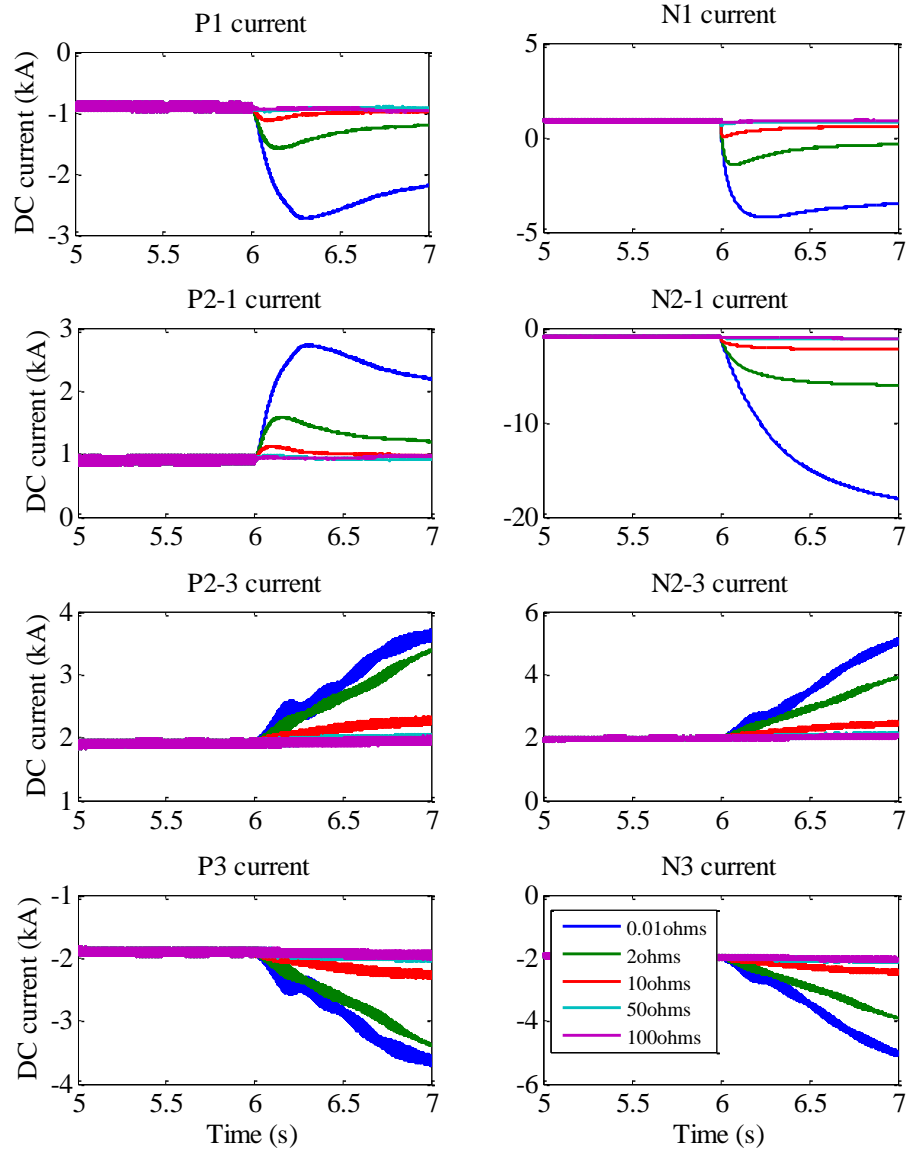 P1 current
N1 current
DC current (kA)
0
-1
-2
-3
5 5.5 6 6.5 7
5
0
-5
5 5.5 6 6.5 7
P2-1 current
N2-1 current
DC current (kA)
3
2
1
0
5 5.5 6 6.5 7
0
-10
-20
5 5.5 6 6.5 7
P2-3 current
N2-3 current
DC current (kA)
4
3
2
1
5 5.5 6 6.5 7
6
4
2
0
5 5.5 6 6.5 7
P3 current
N3 current
DC current (kA)
-1
-2
-3
-4
5 5.5 6 6.5 7
Time (s)
0
-2
-4
-6
0.01ohms
2ohms
10ohms
50ohms
100ohms
5 5.5 6 6.5 7
Time (s)